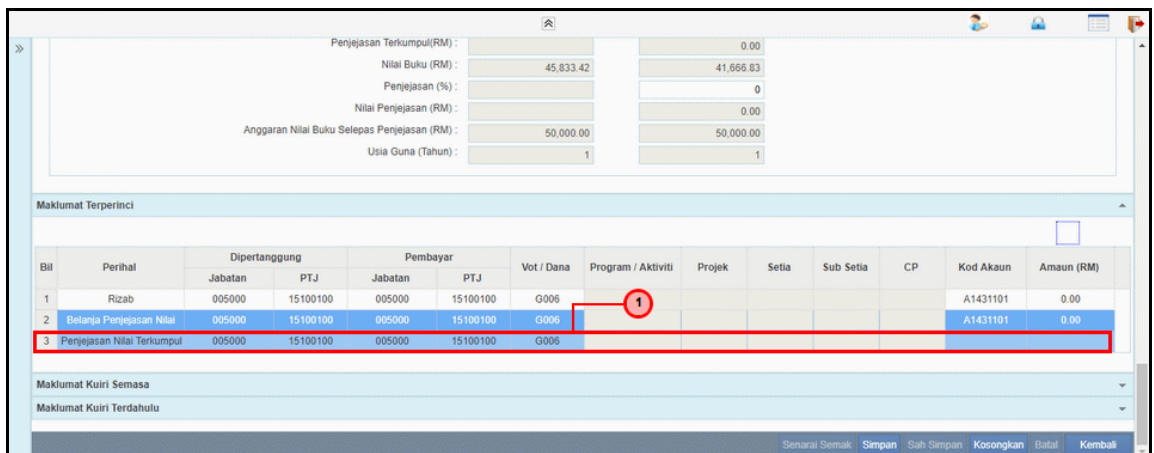 Penjejasan Terkumpul(RM) : 0.00
Nilai Buku (RM) : 45,833.42 41,666.83
Penjejasan (%) : 0
Nilai Penjejasan (RM) : 0.00
Anggaran Nilai Buku Selepas Penjejasan (RM) : 50,000.00 50,000.00
Usia Guna (Tahun) : 1 1
Maklumat Terperinci
Bil Perihal Dipertanggung Pembayar Vot / Dana Program / Aktiviti Projek Setia Sub Setia CP Kod Akaun Amaun (RM)
Jabatan PTJ Jabatan PTJ
1 Rizab 005000 15100100 005000 15100100 G006 A1431101 0.00
1
2 Belanja Penjejasan Nilai 005000 15100100 005000 15100100 G006 A1431101 0.00
3 Penjejasan Nilai Terkumpul 005000 15100100 005000 15100100 G006
Maklumat Kuiri Semasa
Maklumat Kuiri Terdahulu
Senarai Semak Simpan Sah Simpan Kosongkan Batal Kembali